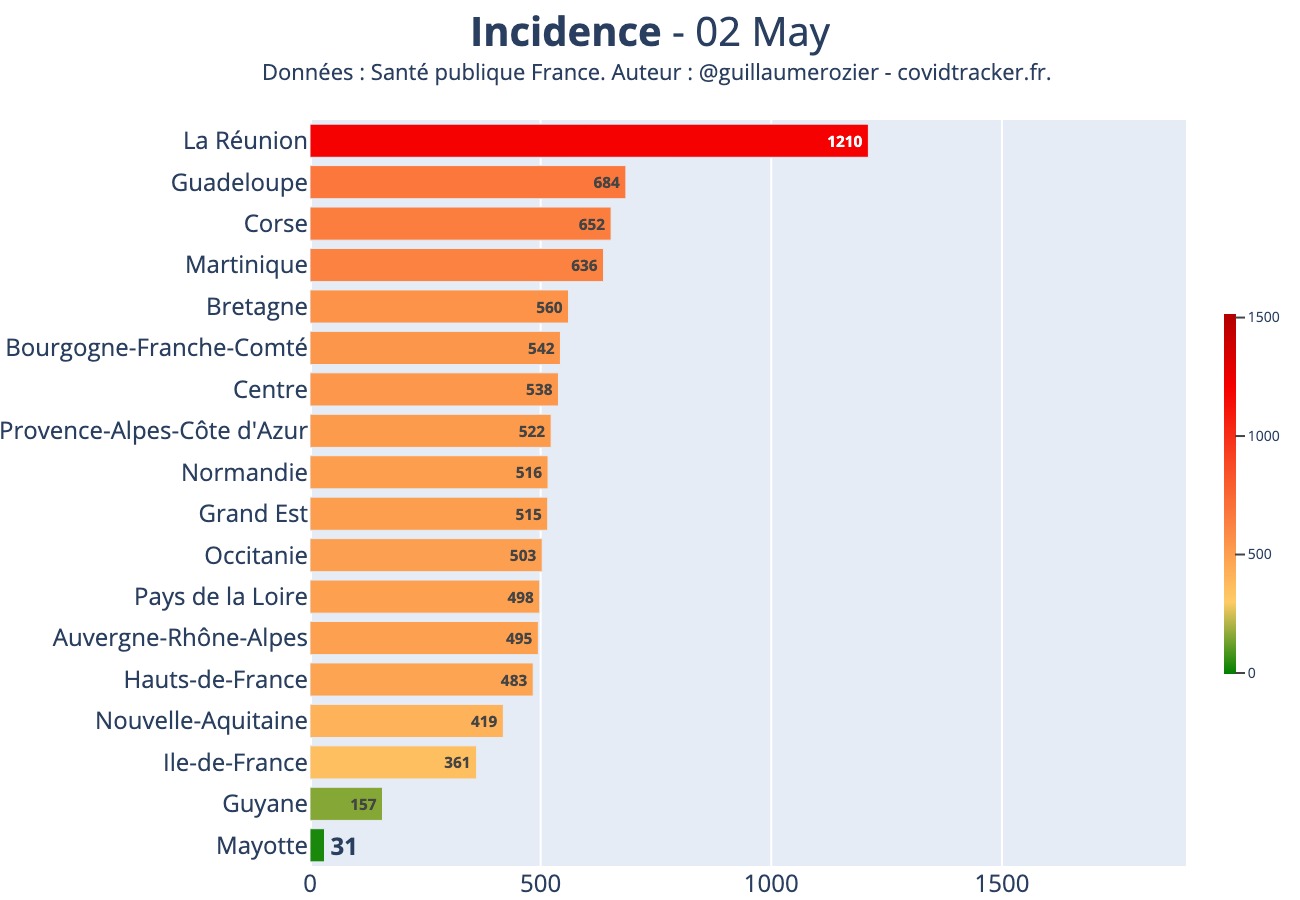 Incidence - 02 May
Données : Santé publique France. Auteur : @guillaumerozier - covidtracker.fr.
La Réunion 1210
Guadeloupe 684
Corse 652
Martinique 636
Bretagne 560
Bourgogne-Franche-Comté 542
Centre 538
Provence-Alpes-Côte d'Azur 522
Normandie 516
Grand Est 515
Occitanie 503
Pays de la Loire 498
Auvergne-Rhône-Alpes 495
Hauts-de-France 483
Nouvelle-Aquitaine 419
Ile-de-France 361
Guyane 157
Mayotte 31
0 500 1000 1500
1500
1000
500
0